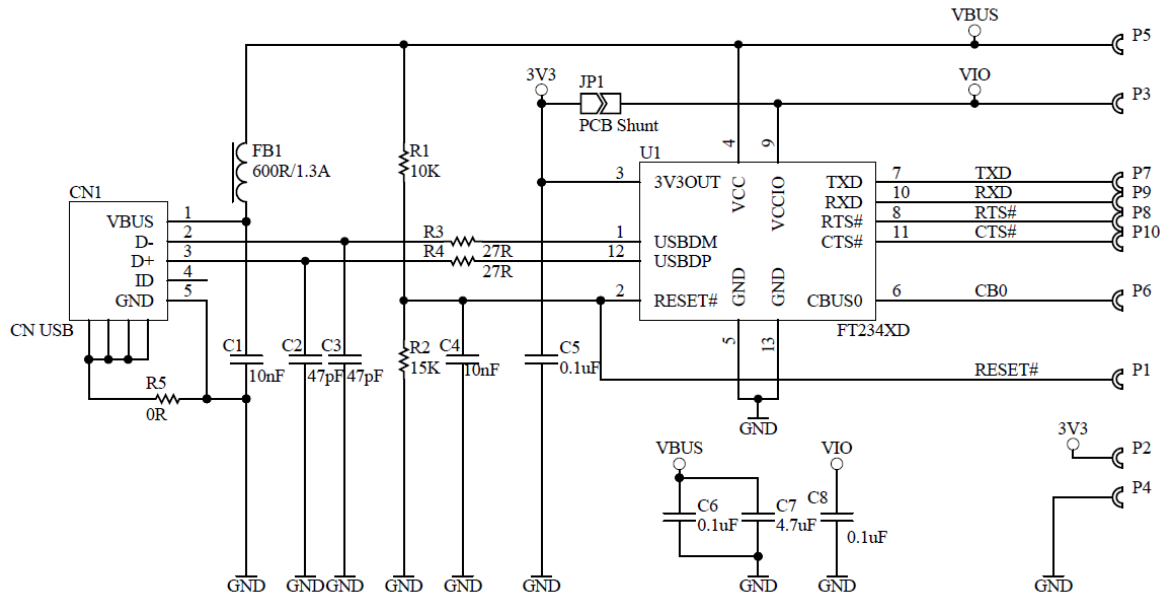 VBUS
P5
3V3
JP1
VIO
P3
PCB Shunt
FB1
600R/1.3A
R1
10K
U1
4
9
CN1
3
3V3OUT
VCC
VCCIO
TXD
7
TXD
P7
RXD
10
RXD
P9
VBUS
1
RTS#
8
RTS#
P8
D-
2
R3
27R
1
USBDM
CTS#
11
CTS#
P10
D+
3
R4
27R
12
USBDP
ID
4
GND
GND
GND
5
2
RESET#
CBUS0
6
CB0
P6
CN USB
FT234XD
C1
10nF
C2
47pF
C3
47pF
R2
15K
C4
10nF
C5
0.1uF
5
13
R5
0R
RESET#
P1
GND
VBUS
VIO
3V3
P2
P4
C6
0.1uF
C7
4.7uF
C8
0.1uF
GND
GND
GND
GND
GND
GND
GND
GND
GND